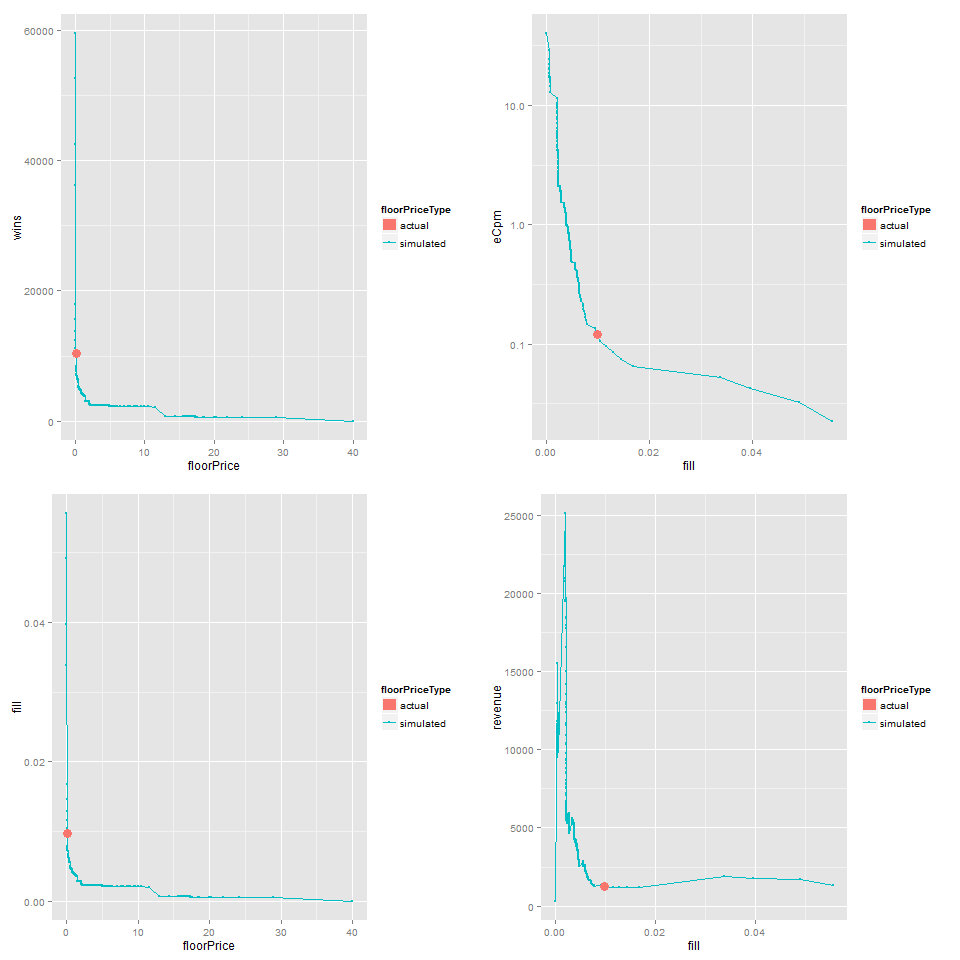 60000
40000
20000
0
wins
0 10 20 30 40
floorPrice
floorPriceType
actual
simulated
10.0
1.0
0.1
eCpm
0.00 0.02 0.04
fill
floorPriceType
actual
simulated
0.04
0.02
0.00
fill
0 10 20 30 40
floorPrice
floorPriceType
actual
simulated
25000
20000
15000
10000
5000
0
revenue
0.00 0.02 0.04
fill
floorPriceType
actual
simulated